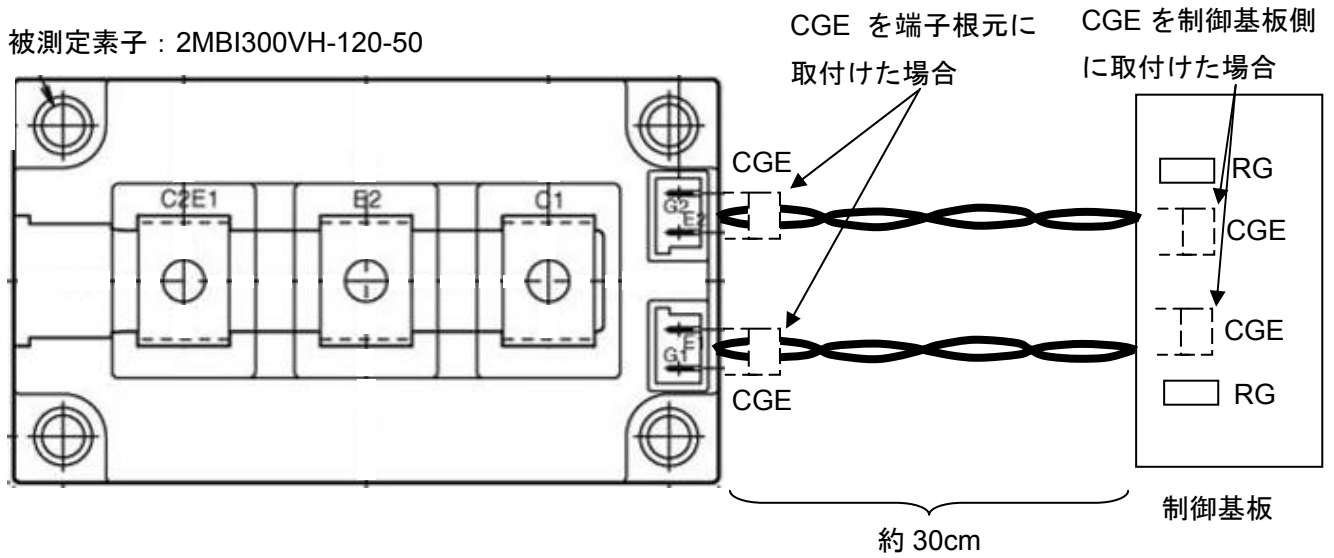 被測定素子：2MBI300VH-120-50
CGE を端子根元に
取付けた場合
CGE を制御基板側
に取付けた場合
C2E1
E2
C1
G2
E2
E1
G1
CGE
CGE
RG
CGE
CGE
RG
約 30cm
制御基板